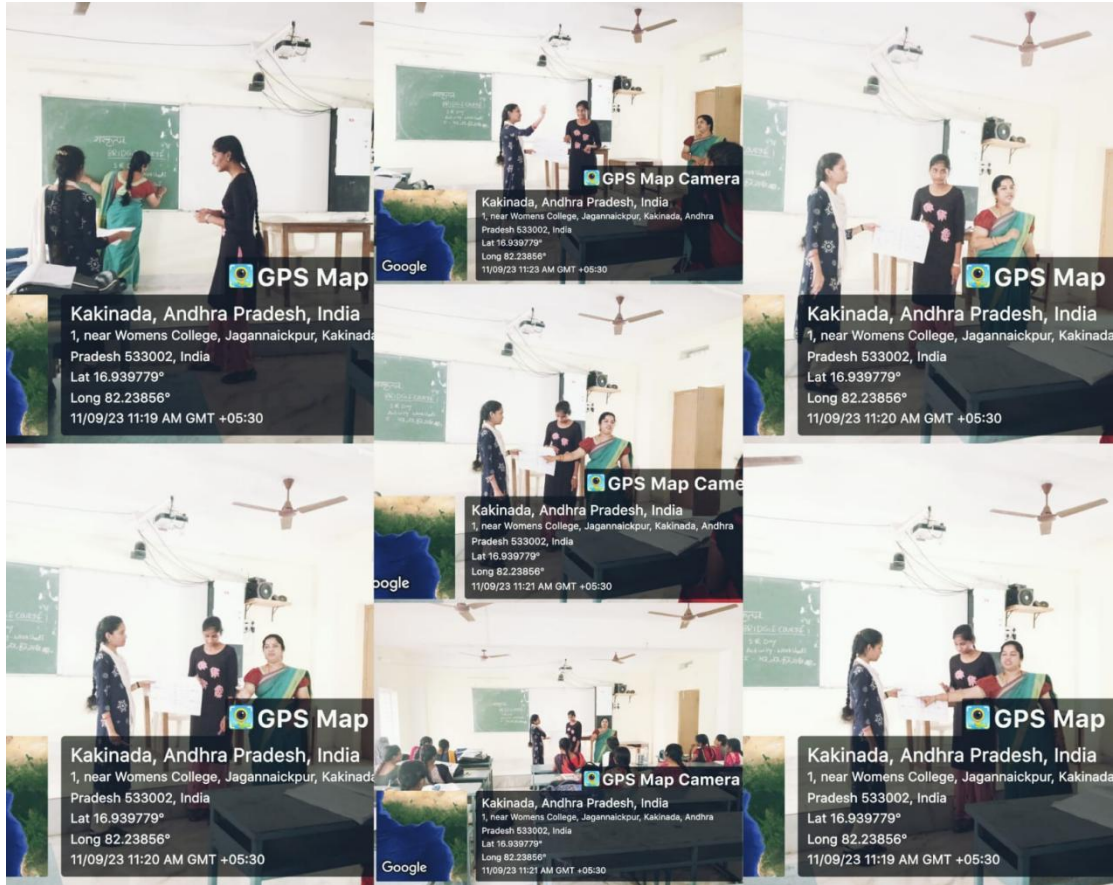 नमस्कार
BRIDGE COURSE
GPS Map
Kakinada, Andhra Pradesh, India
1, near Womens College, Jagannaickpur, Kakinada
Pradesh 533002, India
Lat 16.939779°
Long 82.23856°
11/09/23 11:19 AM GMT +05:30
BRIDGE COURSE
GPS Map Camera
Kakinada, Andhra Pradesh, India
1, near Womens College, Jagannaickpur, Kakinada, Andhra
Pradesh 533002, India
Lat 16.939779°
Long 82.23856°
11/09/23 11:23 AM GMT +05:30
Google
GPS Map
Kakinada, Andhra Pradesh, India
1, near Womens College, Jagannaickpur, Kakinada
Pradesh 533002, India
Lat 16.939779°
Long 82.23856°
11/09/23 11:20 AM GMT +05:30
GPS Map Came
Kakinada, Andhra Pradesh, India
1, near Womens College, Jagannaickpur, Kakinada, Andhra
Pradesh 533002, India
Lat 16.939779°
Long 82.23856°
11/09/23 11:21 AM GMT +05:30
oogle
GPS Map
Kakinada, Andhra Pradesh, India
1, near Womens College, Jagannaickpur, Kakinada
Pradesh 533002, India
Lat 16.939779°
Long 82.23856°
11/09/23 11:20 AM GMT +05:30
GPS Map Camera
Kakinada, Andhra Pradesh, India
1, near Womens College, Jagannaickpur, Kakinada, Andhra
Pradesh 533002, India
Lat 16.939779°
Long 82.23856°
11/09/23 11:21 AM GMT +05:30
Google
GPS Map
Kakinada, Andhra Pradesh, India
1, near Womens College, Jagannaickpur, Kakinada
Pradesh 533002, India
Lat 16.939779°
Long 82.23856°
11/09/23 11:19 AM GMT +05:30